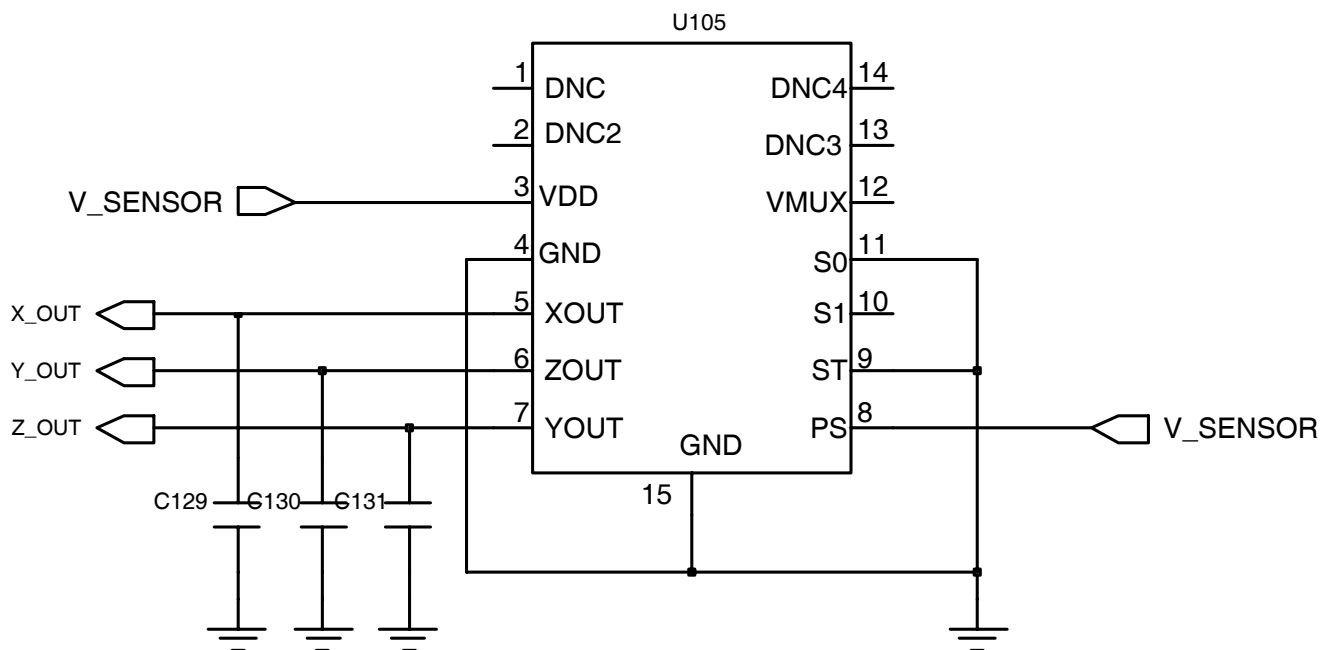 U105
1 DNC DNC4 14
2 DNC2 DNC3 13
V_SENSOR 3 VDD VMUX 12
4 GND S0 11
X_OUT 5 XOUT S1 10
Y_OUT 6 ZOUT ST 9
Z_OUT 7 YOUT PS 8 V_SENSOR
GND
15
C129 C130 C131